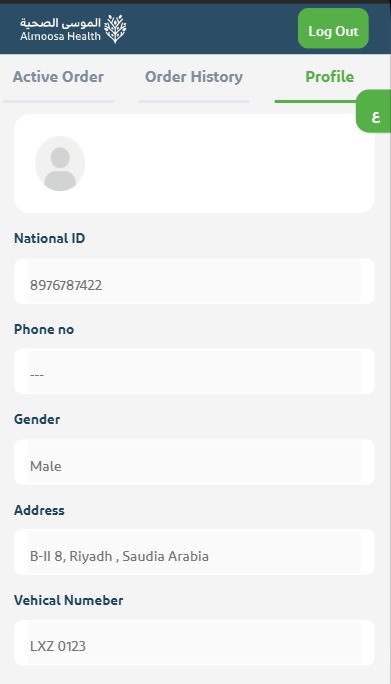 الموسى الصحية
Almoosa Health
Log Out
Active Order
Order History
Profile
ع
National ID
8976787422
Phone no
---
Gender
Male
Address
B-II 8, Riyadh , Saudia Arabia
Vehical Numeber
LXZ 0123